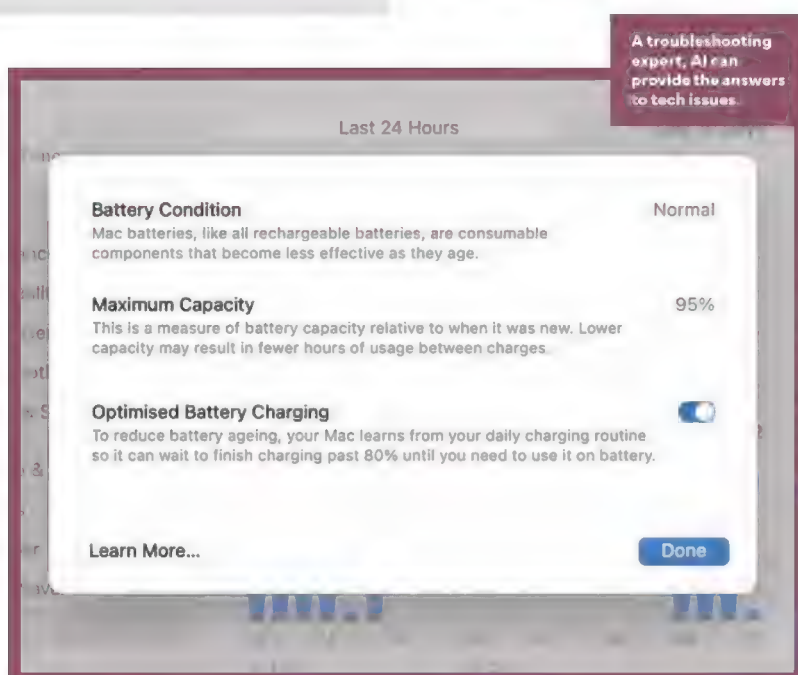 A troubleshooting
expert, AI can
provide the answers
to tech issues.
Last 24 Hours
Battery Condition
Normal
Mac batteries, like all rechargeable batteries, are consumable
components that become less effective as they age.
Maximum Capacity
95%
This is a measure of battery capacity relative to when it was new. Lower
capacity may result in fewer hours of usage between charges.
Optimised Battery Charging
To reduce battery ageing, your Mac learns from your daily charging routine
so it can wait to finish charging past 80% until you need to use it on battery.
Learn More...
Done